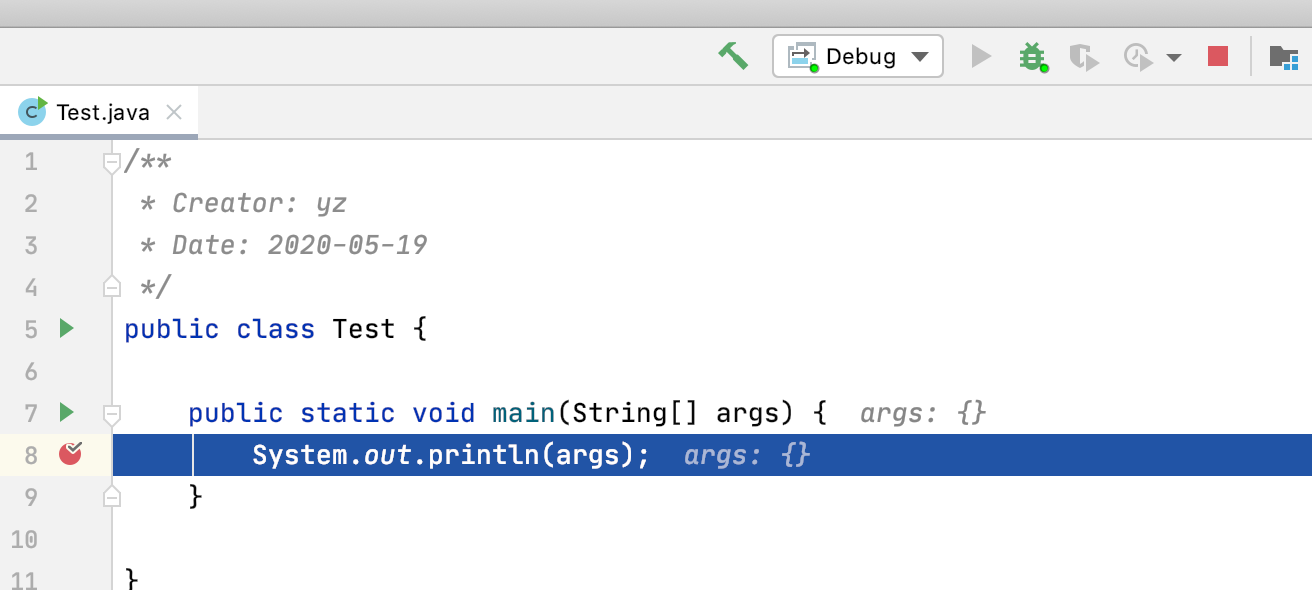 Debug
C Test.java
1 /**
2 * Creator: yz
3 * Date: 2020-05-19
4 */
5 public class Test {
6
7 public static void main(String[] args) { args: {}
8 System.out.println(args); args: {}
9 }
10
11 }